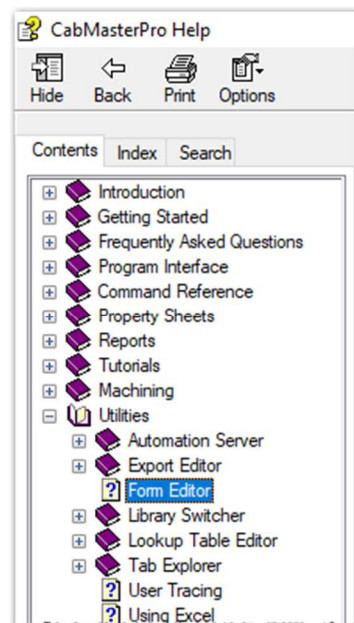 CabMasterPro Help
Hide Back Print Options
Contents Index Search
Introduction
Getting Started
Frequently Asked Questions
Program Interface
Command Reference
Property Sheets
Reports
Tutorials
Machining
Utilities
Automation Server
Export Editor
Form Editor
Library Switcher
Lookup Table Editor
Tab Explorer
User Tracing
Using Excel